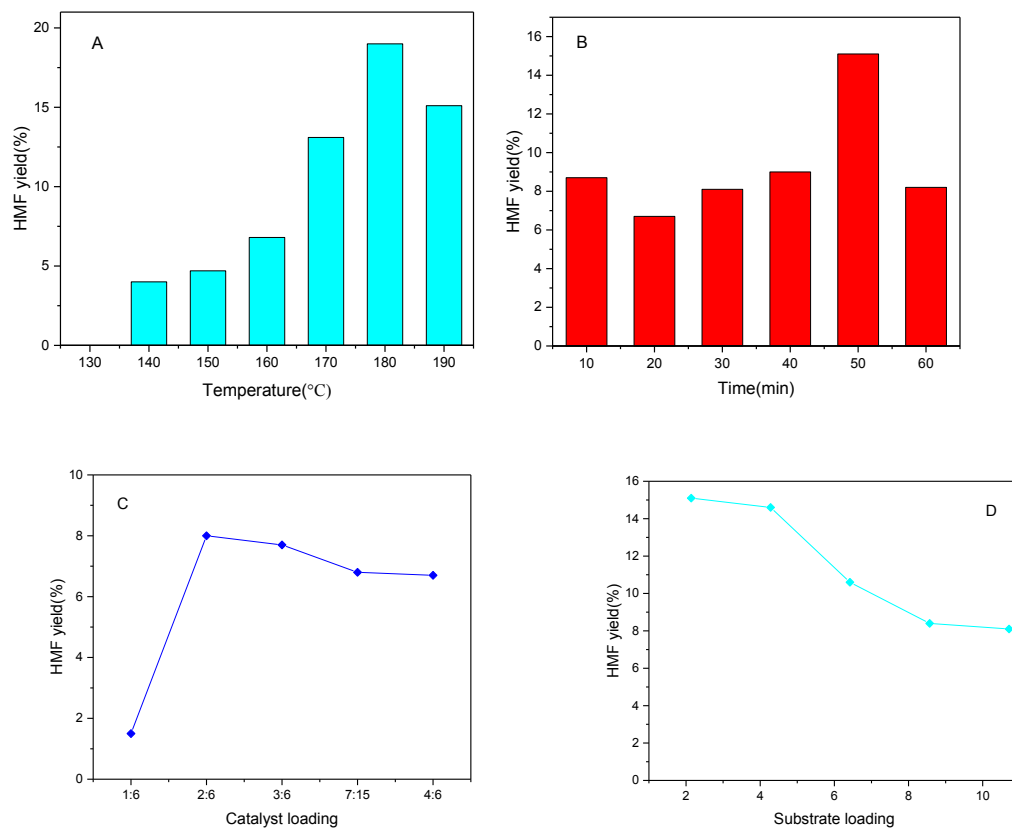 A
HMF yield(%)
20
15
10
5
0
130 140 150 160 170 180 190
Temperature(°C)
B
HMF yield(%)
16
14
12
10
8
6
4
2
0
10 20 30 40 50 60
Time(min)
C
HMF yield(%)
10
8
6
4
2
0
1:6 2:6 3:6 7:15 4:6
Catalyst loading
D
HMF yield(%)
16
14
12
10
8
6
4
2
0
2 4 6 8 10
Substrate loading